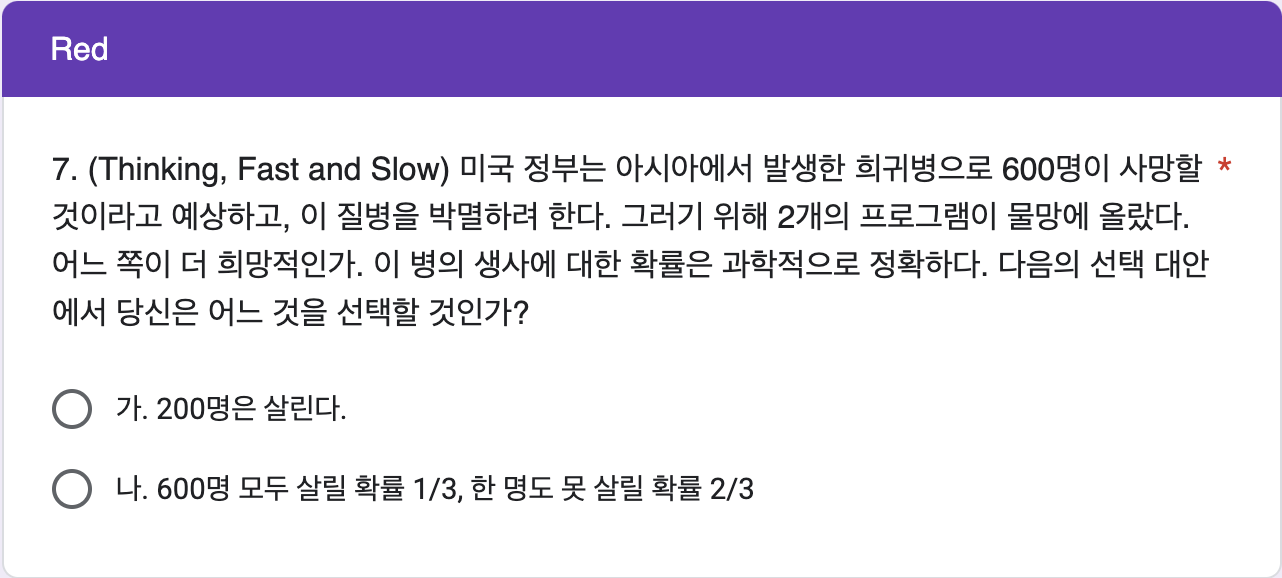 Red
7. (Thinking, Fast and Slow) 미국 정부는 아시아에서 발생한 희귀병으로 600명이 사망할 *
것이라고 예상하고, 이 질병을 박멸하려 한다. 그러기 위해 2개의 프로그램이 물망에 올랐다.
어느 쪽이 더 희망적인가. 이 병의 생사에 대한 확률은 과학적으로 정확하다. 다음의 선택 대안
에서 당신은 어느 것을 선택할 것인가?
가. 200명은 살린다.
나. 600명 모두 살릴 확률 1/3, 한 명도 못 살릴 확률 2/3